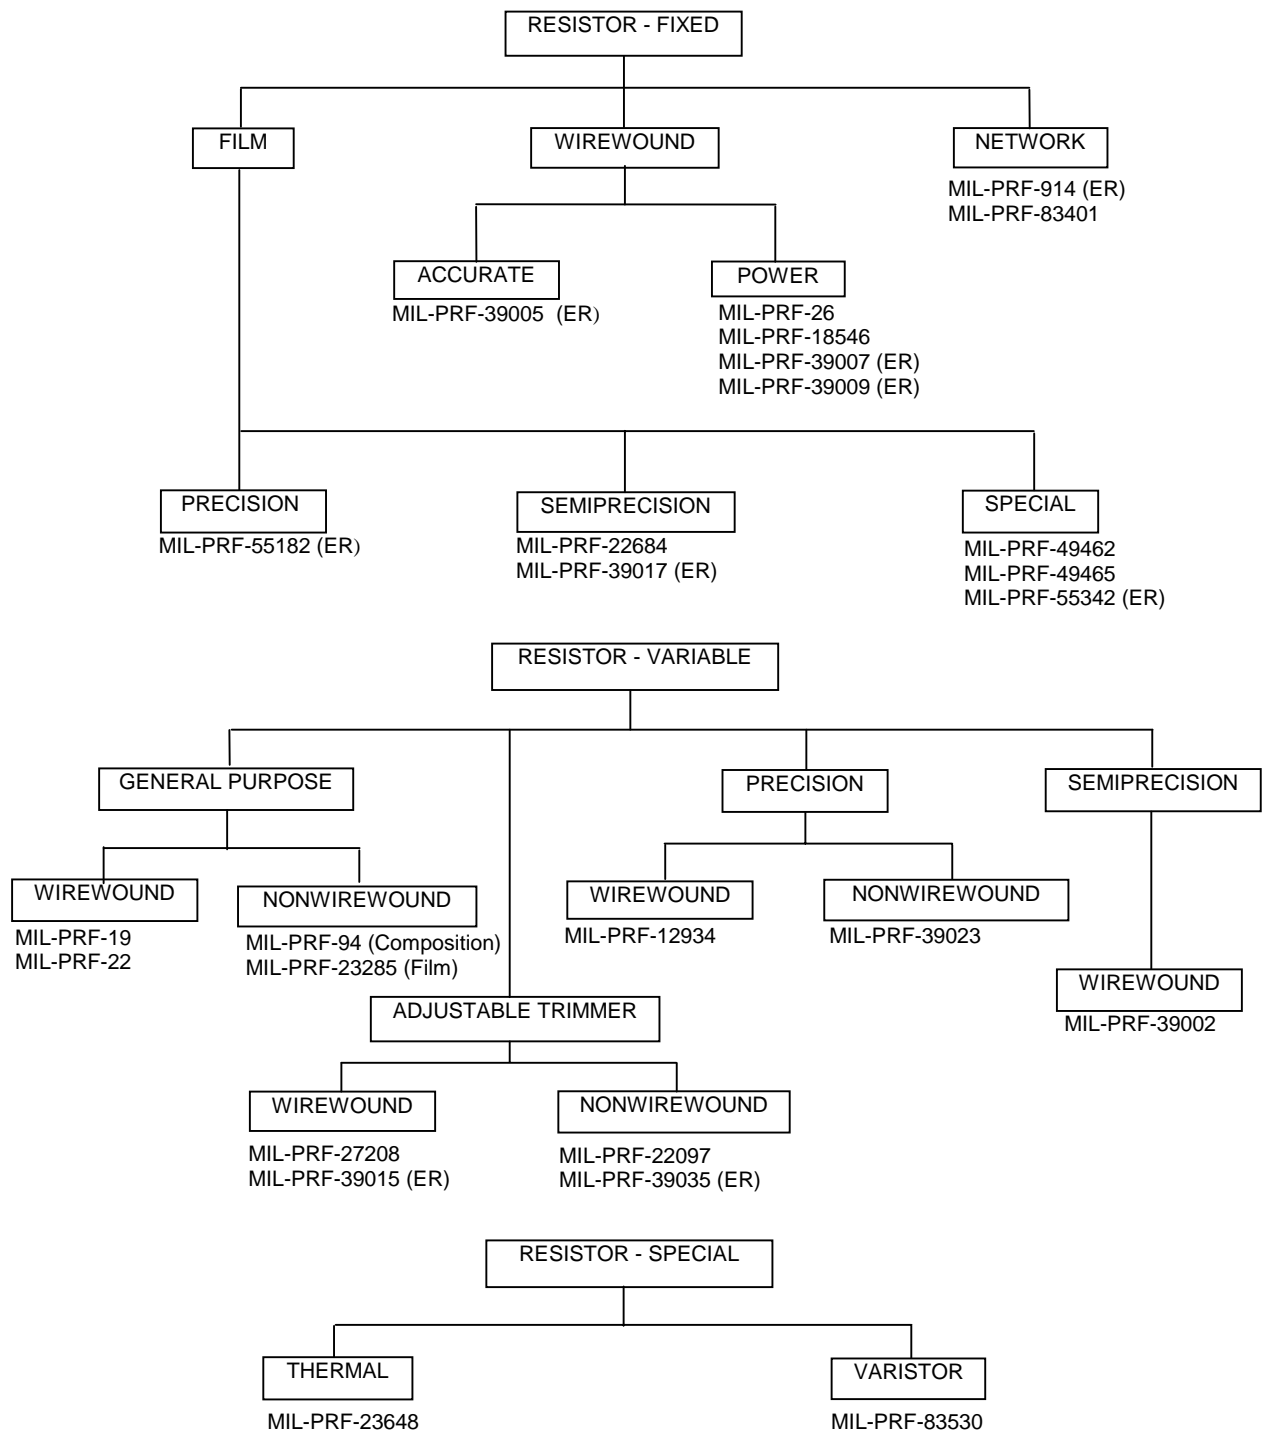 RESISTOR - FIXED
FILM
WIREWOUND
NETWORK
MIL-PRF-914 (ER)
MIL-PRF-83401
ACCURATE
MIL-PRF-39005 (ER)
POWER
MIL-PRF-26
MIL-PRF-18546
MIL-PRF-39007 (ER)
MIL-PRF-39009 (ER)
PRECISION
MIL-PRF-55182 (ER)
SEMIPRECISION
MIL-PRF-22684
MIL-PRF-39017 (ER)
SPECIAL
MIL-PRF-49462
MIL-PRF-49465
MIL-PRF-55342 (ER)
RESISTOR - VARIABLE
GENERAL PURPOSE
PRECISION
SEMIPRECISION
WIREWOUND
MIL-PRF-19
MIL-PRF-22
NONWIREWOUND
MIL-PRF-94 (Composition)
MIL-PRF-23285 (Film)
WIREWOUND
MIL-PRF-12934
NONWIREWOUND
MIL-PRF-39023
WIREWOUND
MIL-PRF-39002
ADJUSTABLE TRIMMER
WIREWOUND
MIL-PRF-27208
MIL-PRF-39015 (ER)
NONWIREWOUND
MIL-PRF-22097
MIL-PRF-39035 (ER)
RESISTOR - SPECIAL
THERMAL
MIL-PRF-23648
VARISTOR
MIL-PRF-83530